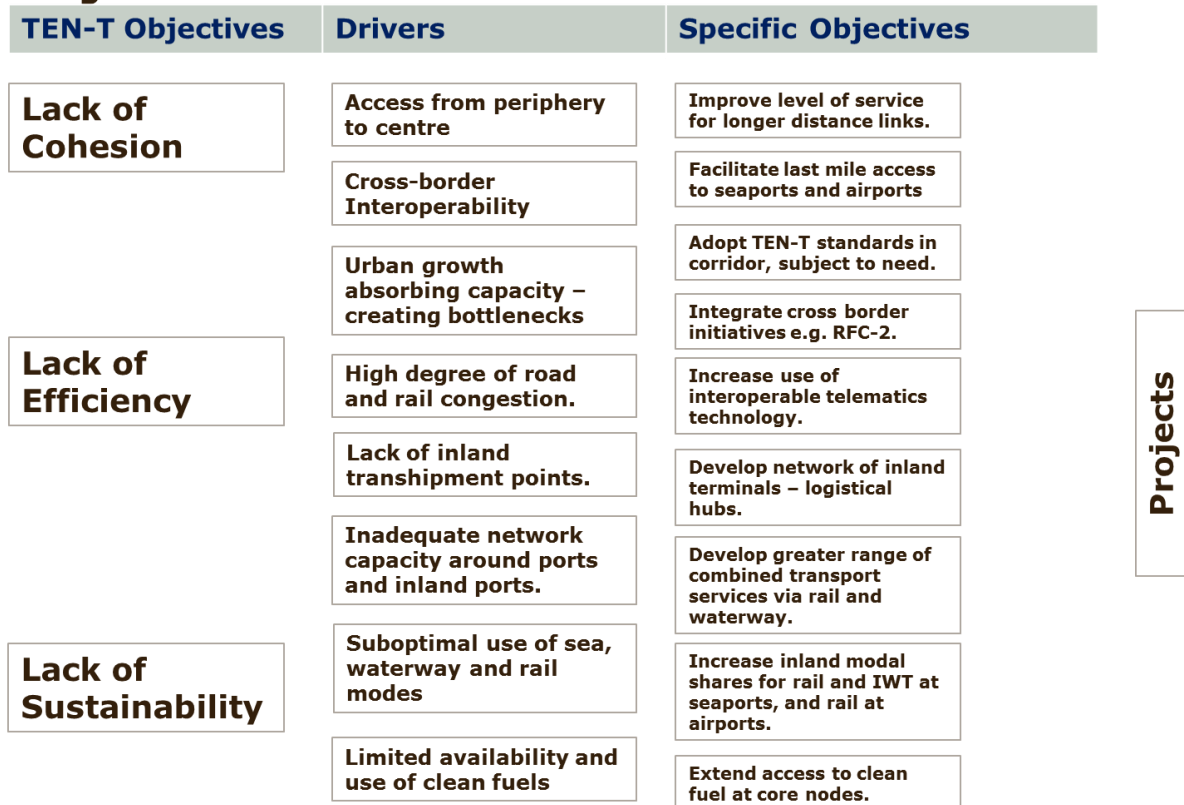 TEN-T Objectives
Drivers
Specific Objectives
Lack of
Cohesion
Lack of
Efficiency
Lack of
Sustainability
Access from periphery
to centre
Cross-border
Interoperability
Urban growth
absorbing capacity –
creating bottlenecks
High degree of road
and rail congestion.
Lack of inland
transhipment points.
Inadequate network
capacity around ports
and inland ports.
Suboptimal use of sea,
waterway and rail
modes
Limited availability and
use of clean fuels
Improve level of service
for longer distance links.
Facilitate last mile access
to seaports and airports
Adopt TEN-T standards in
corridor, subject to need.
Integrate cross border
initiatives e.g. RFC-2.
Increase use of
interoperable telematics
technology.
Develop network of inland
terminals – logistical
hubs.
Develop greater range of
combined transport
services via rail and
waterway.
Increase inland modal
shares for rail and IWT at
seaports, and rail at
airports.
Extend access to clean
fuel at core nodes.
Projects